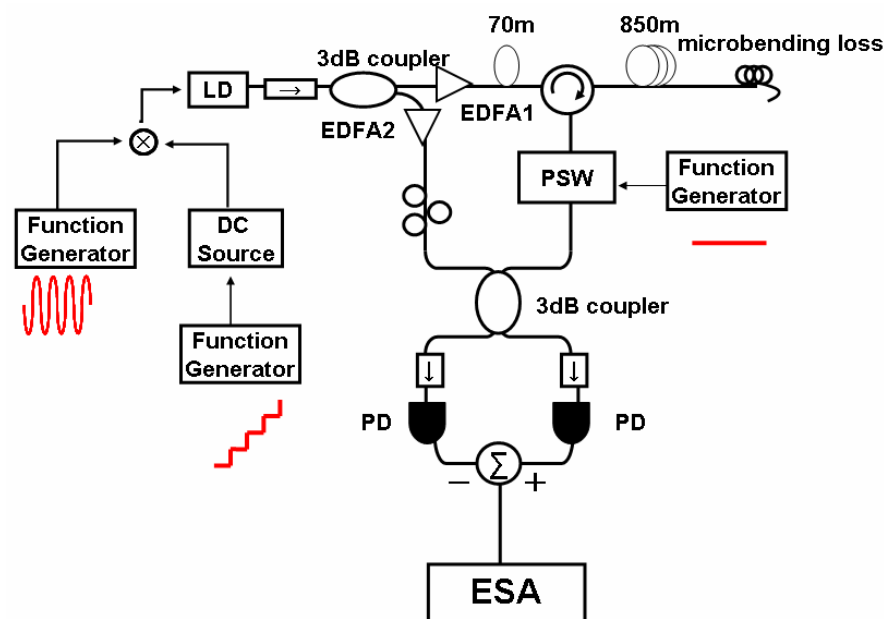 70m
850m
microbending loss
3dB coupler
LD
→
EDFA1
EDFA2
PSW
Function
Generator
Function
Generator
DC
Source
3dB coupler
Function
Generator
↓
↓
PD
PD
Σ
− +
ESA